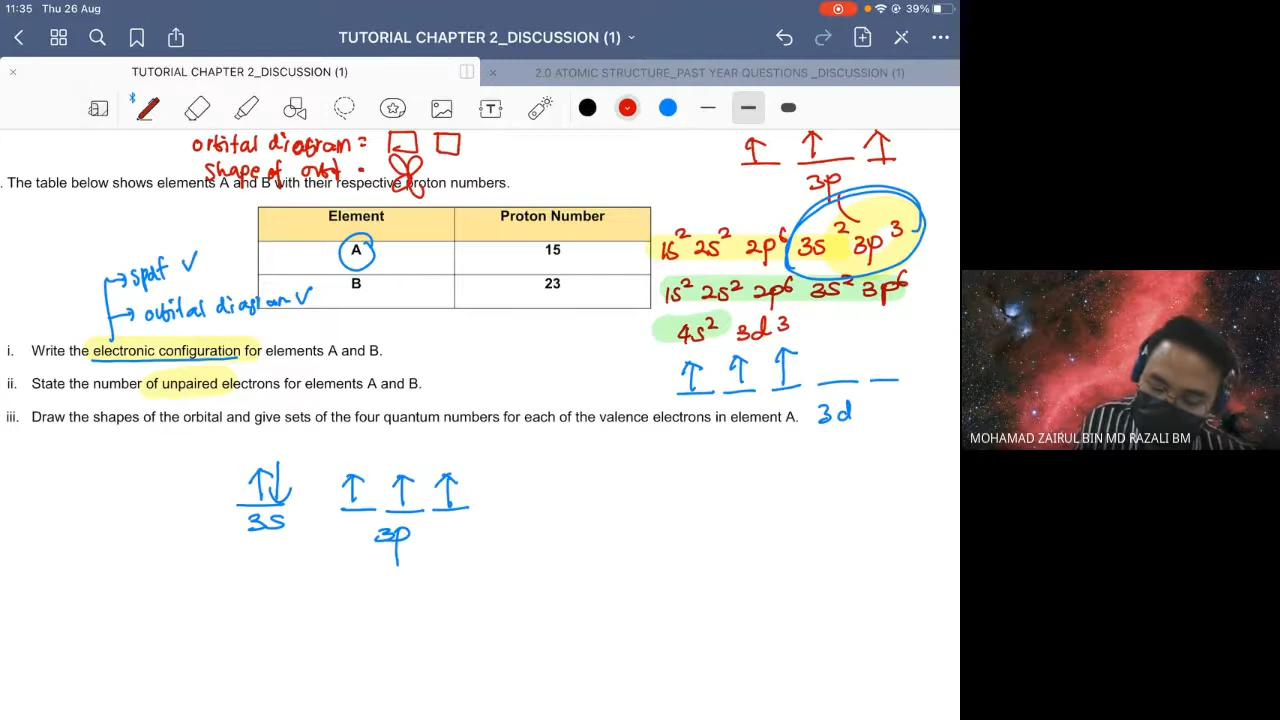 11:35 Thu 26 Aug
39%
TUTORIAL CHAPTER 2_DISCUSSION (1)
TUTORIAL CHAPTER 2_DISCUSSION (1)
2.0 ATOMIC STRUCTURE_PAST YEAR QUESTIONS _DISCUSSION (1)
orbital diagram =
shape of orbit
3p
. The table below shows elements A and B with their respective proton numbers.
Element Proton Number
A 15
B 23
1s² 2s² 2p⁶ 3s² 3p³
1s² 2s² 2p⁶ 3s² 3p⁶
4s² 3d³
→ spdf ✓
→ orbital diagram ✓
i. Write the electronic configuration for elements A and B.
ii. State the number of unpaired electrons for elements A and B.
iii. Draw the shapes of the orbital and give sets of the four quantum numbers for each of the valence electrons in element A.
↑ ↑ ↑
3d
↑↓ ↑ ↑ ↑
3s 3p
MOHAMAD ZAIRUL BIN MD RAZALI BM